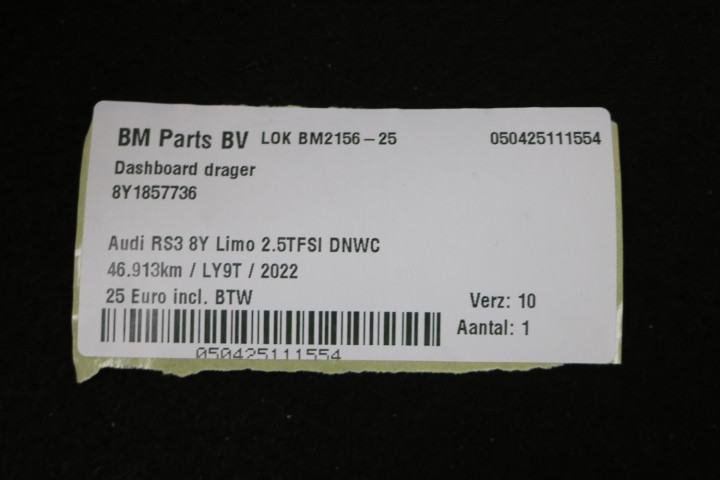 BM Parts BV LOK BM2156-25 050425111554
Dashboard drager
8Y1857736
Audi RS3 8Y Limo 2.5TFSI DNWC
46.913km / LY9T / 2022
25 Euro incl. BTW Verz: 10
Aantal: 1
050425111554